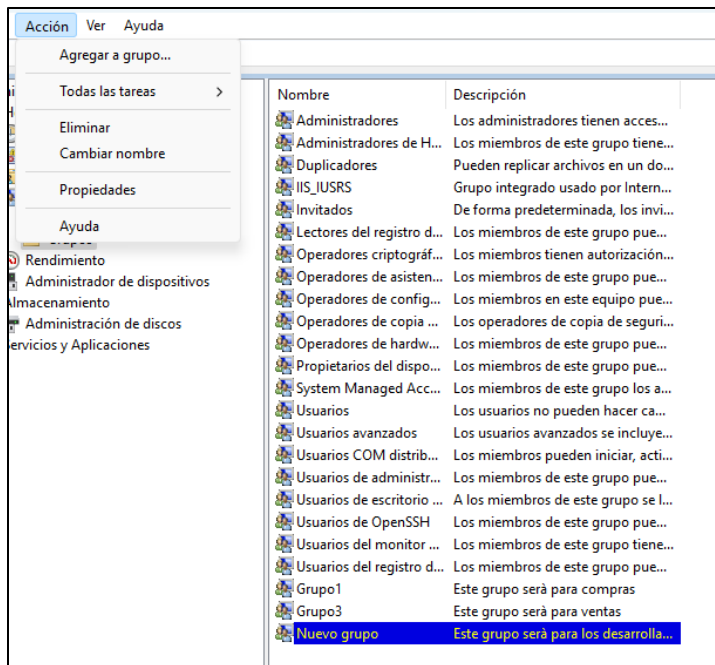 Acción Ver Ayuda
Agregar a grupo...
Todas las tareas
Eliminar
Cambiar nombre
Propiedades
Ayuda
Grupos
Rendimiento
Administrador de dispositivos
Almacenamiento
Administración de discos
Servicios y Aplicaciones
Nombre Descripción
Administradores Los administradores tienen acces...
Administradores de H... Los miembros de este grupo tiene...
Duplicadores Pueden replicar archivos en un do...
IIS_IUSRS Grupo integrado usado por Intern...
Invitados De forma predeterminada, los invi...
Lectores del registro d... Los miembros de este grupo pue...
Operadores criptográf... Los miembros tienen autorización...
Operadores de asisten... Los miembros de este grupo pue...
Operadores de config... Los miembros en este equipo pue...
Operadores de copia ... Los operadores de copia de seguri...
Operadores de hardw... Los miembros de este grupo pue...
Propietarios del dispo... Los miembros de este grupo pue...
System Managed Acc... Los miembros de este grupo los a...
Usuarios Los usuarios no pueden hacer ca...
Usuarios avanzados Los usuarios avanzados se incluye...
Usuarios COM distrib... Los miembros pueden iniciar, acti...
Usuarios de administr... Los miembros de este grupo pue...
Usuarios de escritorio ... A los miembros de este grupo se l...
Usuarios de OpenSSH Los miembros de este grupo pue...
Usuarios del monitor ... Los miembros de este grupo tiene...
Usuarios del registro d... Los miembros de este grupo pue...
Grupo1 Este grupo serà para compras
Grupo3 Este grupo serà para ventas
Nuevo grupo Este grupo serà para los desarrolla...